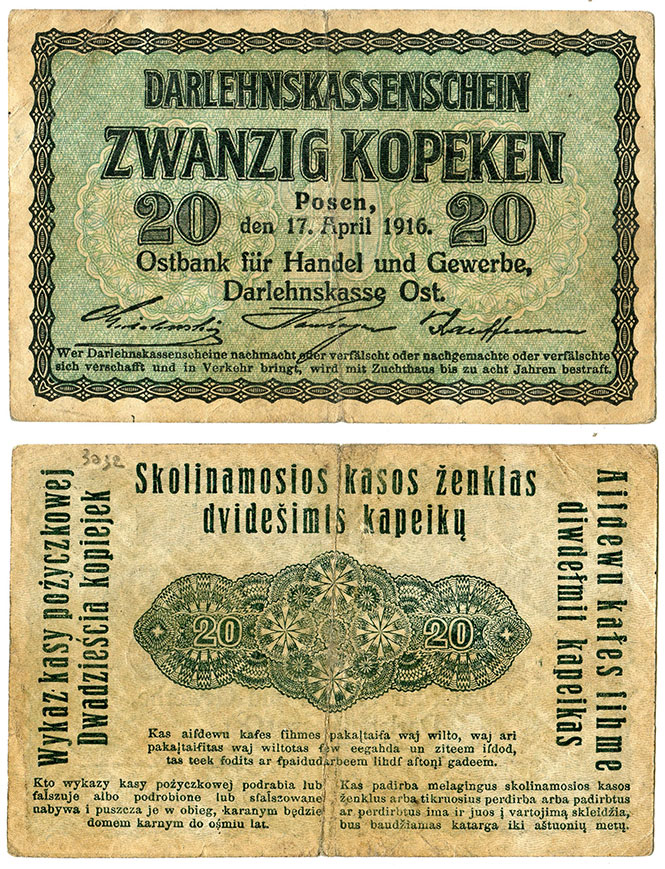 DARLEHNSKASSENSCHEIN
ZWANZIG KOPEKEN
20 Posen, 20
den 17. April 1916.
Ostbank für Handel und Gewerbe,
Darlehnskasse Ost.
Wer Darlehnskassenscheine nachmacht oder verfälscht oder nachgemachte oder verfälschte
sich verschafft und in Verkehr bringt, wird mit Zuchthaus bis zu acht Jahren bestraft.
Skolinamosios kasos ženklas
dvidešimis kapeikų
Wykaz kasy pożyczkowej
Dwadzieścia kopiejek
Aiſdewu kaſes ſihme
diwdeſmit kapeikas
20 20
Kas aiſdewu kaſes ſihmes pakaļtaiſa waj wilto, waj ari
pakaļtaiſitas waj wiltotas ſew eegahda un ziteem iſdod,
tas teek ſodits ar ſpaidu darbeem lihdſ aſtoņi gadeem.
Kto wykazy kasy pożyczkowej podrabia lub
fałszuje albo podrobione lub sfałszowane
nabywa i puszcza je w obieg, karanym będzie
domem karnym do ośmiu lat.
Kas padirba melagingus skolinamosios kasos
ženklus arba tikruosius perdirba arba padirbtus
ar perdirbtus ima ir juos į vartojimą skleidžia,
bus baudžiamas katarga iki aštuonių metų.